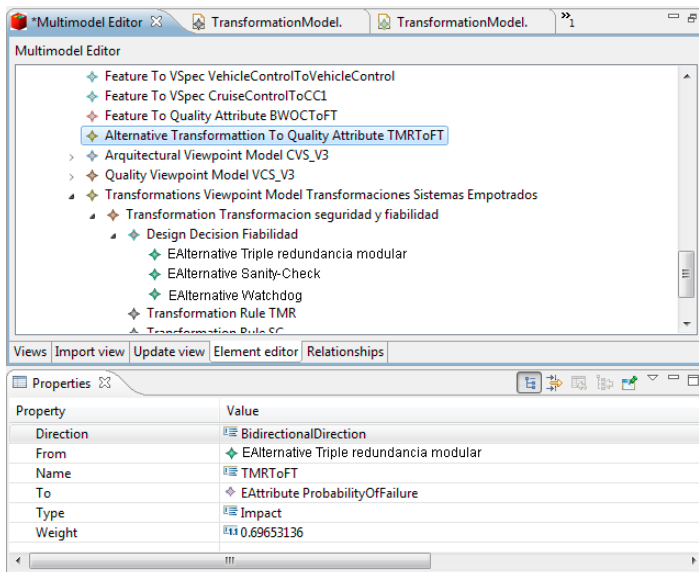 *Multimodel Editor TransformationModel. TransformationModel. »1
Multimodel Editor
Feature To VSpec VehicleControlToVehicleControl
Feature To VSpec CruiseControlToCC1
Feature To Quality Attribute BWOCToFT
Alternative Transformattion To Quality Attribute TMRToFT
Arquitectural Viewpoint Model CVS_V3
Quality Viewpoint Model VCS_V3
Transformations Viewpoint Model Transformaciones Sistemas Empotrados
Transformation Transformacion seguridad y fiabilidad
Design Decision Fiabilidad
EAlternative Triple redundancia modular
EAlternative Sanity-Check
EAlternative Watchdog
Transformation Rule TMR
Transformation Rule SC
Views Import view Update view Element editor Relationships
Properties
Property Value
Direction BidirectionalDirection
From EAlternative Triple redundancia modular
Name TMRToFT
To EAttribute ProbabilityOfFailure
Type Impact
Weight 0.69653136